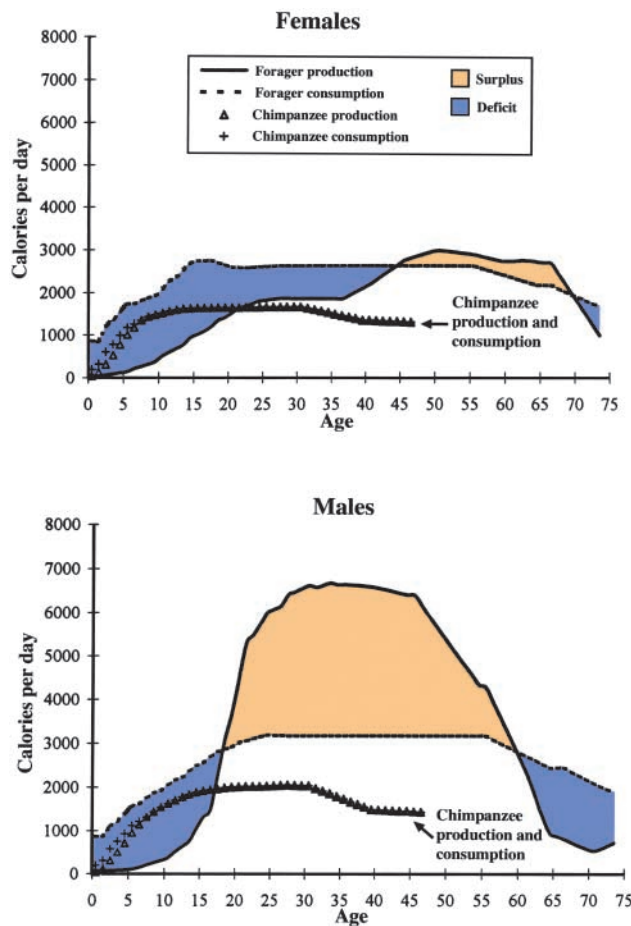 Females
8000
7000
6000
5000
4000
3000
2000
1000
0
Calories per day
Forager production
Forager consumption
Chimpanzee production
Chimpanzee consumption
Surplus
Deficit
Chimpanzee
production and
consumption
0 5 10 15 20 25 30 35 40 45 50 55 60 65 70 75
Age
Males
8000
7000
6000
5000
4000
3000
2000
1000
0
Calories per day
Chimpanzee
production and
consumption
0 5 10 15 20 25 30 35 40 45 50 55 60 65 70 75
Age